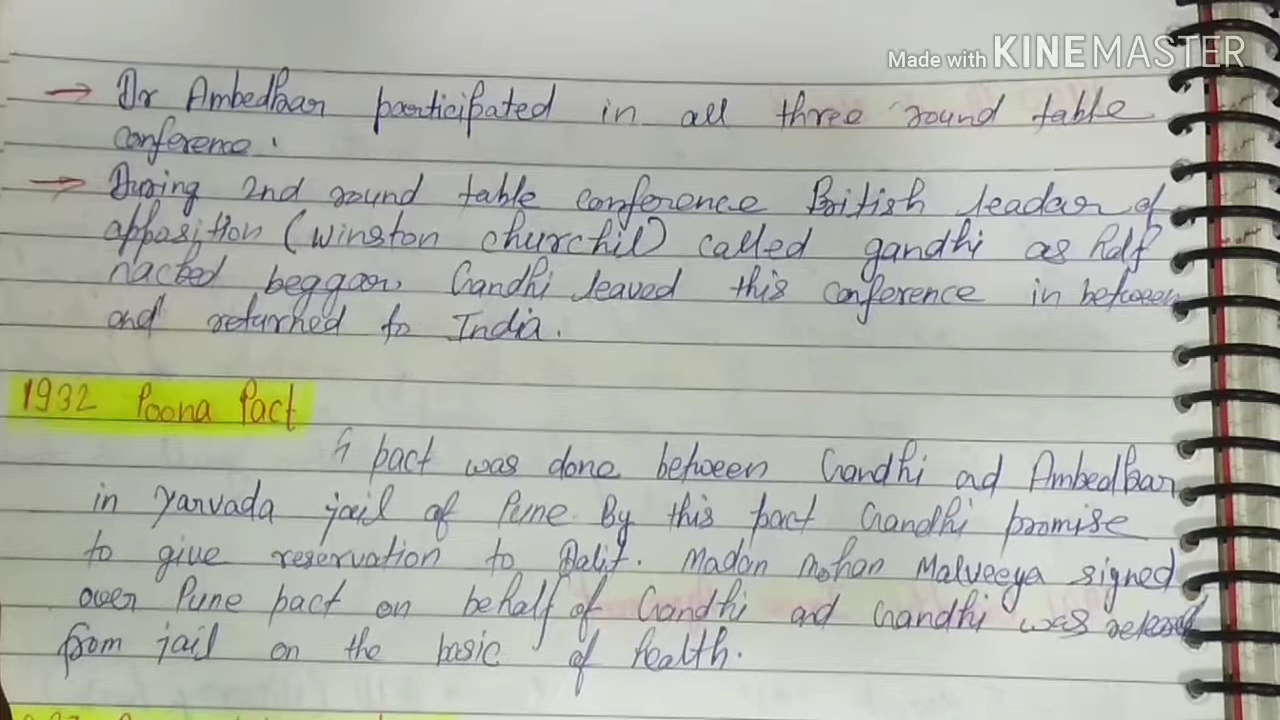 Made with KINEMASTER
→ Dr Ambedkar participated in all three round table
conference.
→ During 2nd round table conference British leadar of
appasition (winston churchil) called gandhi as half
nacked beggar. Gandhi leaved this conference in between
and returned to India.
1932 Poona Pact
A pact was done between Gandhi ad Ambedkar
in yarvada jail of Pune. By this pact Gandhi promise
to give reservation to Dalit. Madan mohan Malveeya signed
over Pune pact on behalf of Gandhi and Gandhi was released
from jail on the basic of health.